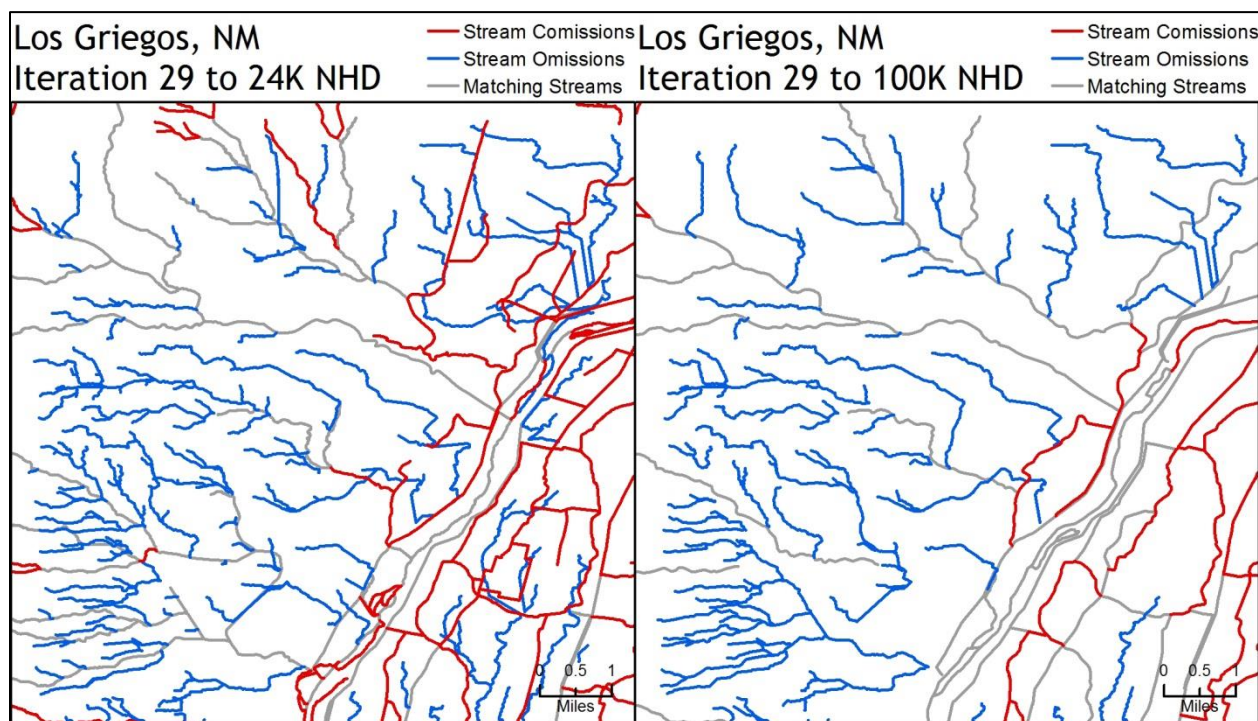 Los Griegos, NM
Iteration 29 to 24K NHD
Stream Comissions
Stream Omissions
Matching Streams
0 0.5 1
Miles
Los Griegos, NM
Iteration 29 to 100K NHD
Stream Comissions
Stream Omissions
Matching Streams
0 0.5 1
Miles